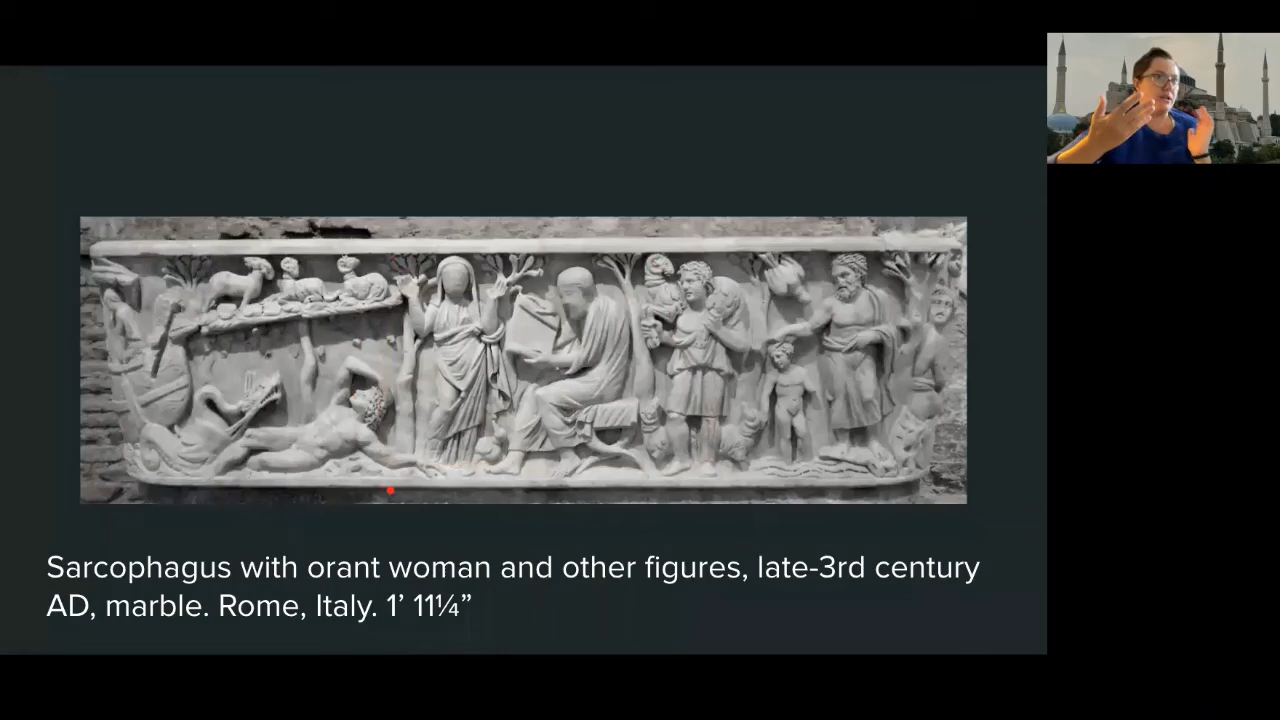 Sarcophagus with orant woman and other figures, late-3rd century
AD, marble. Rome, Italy. 1’ 11¼”